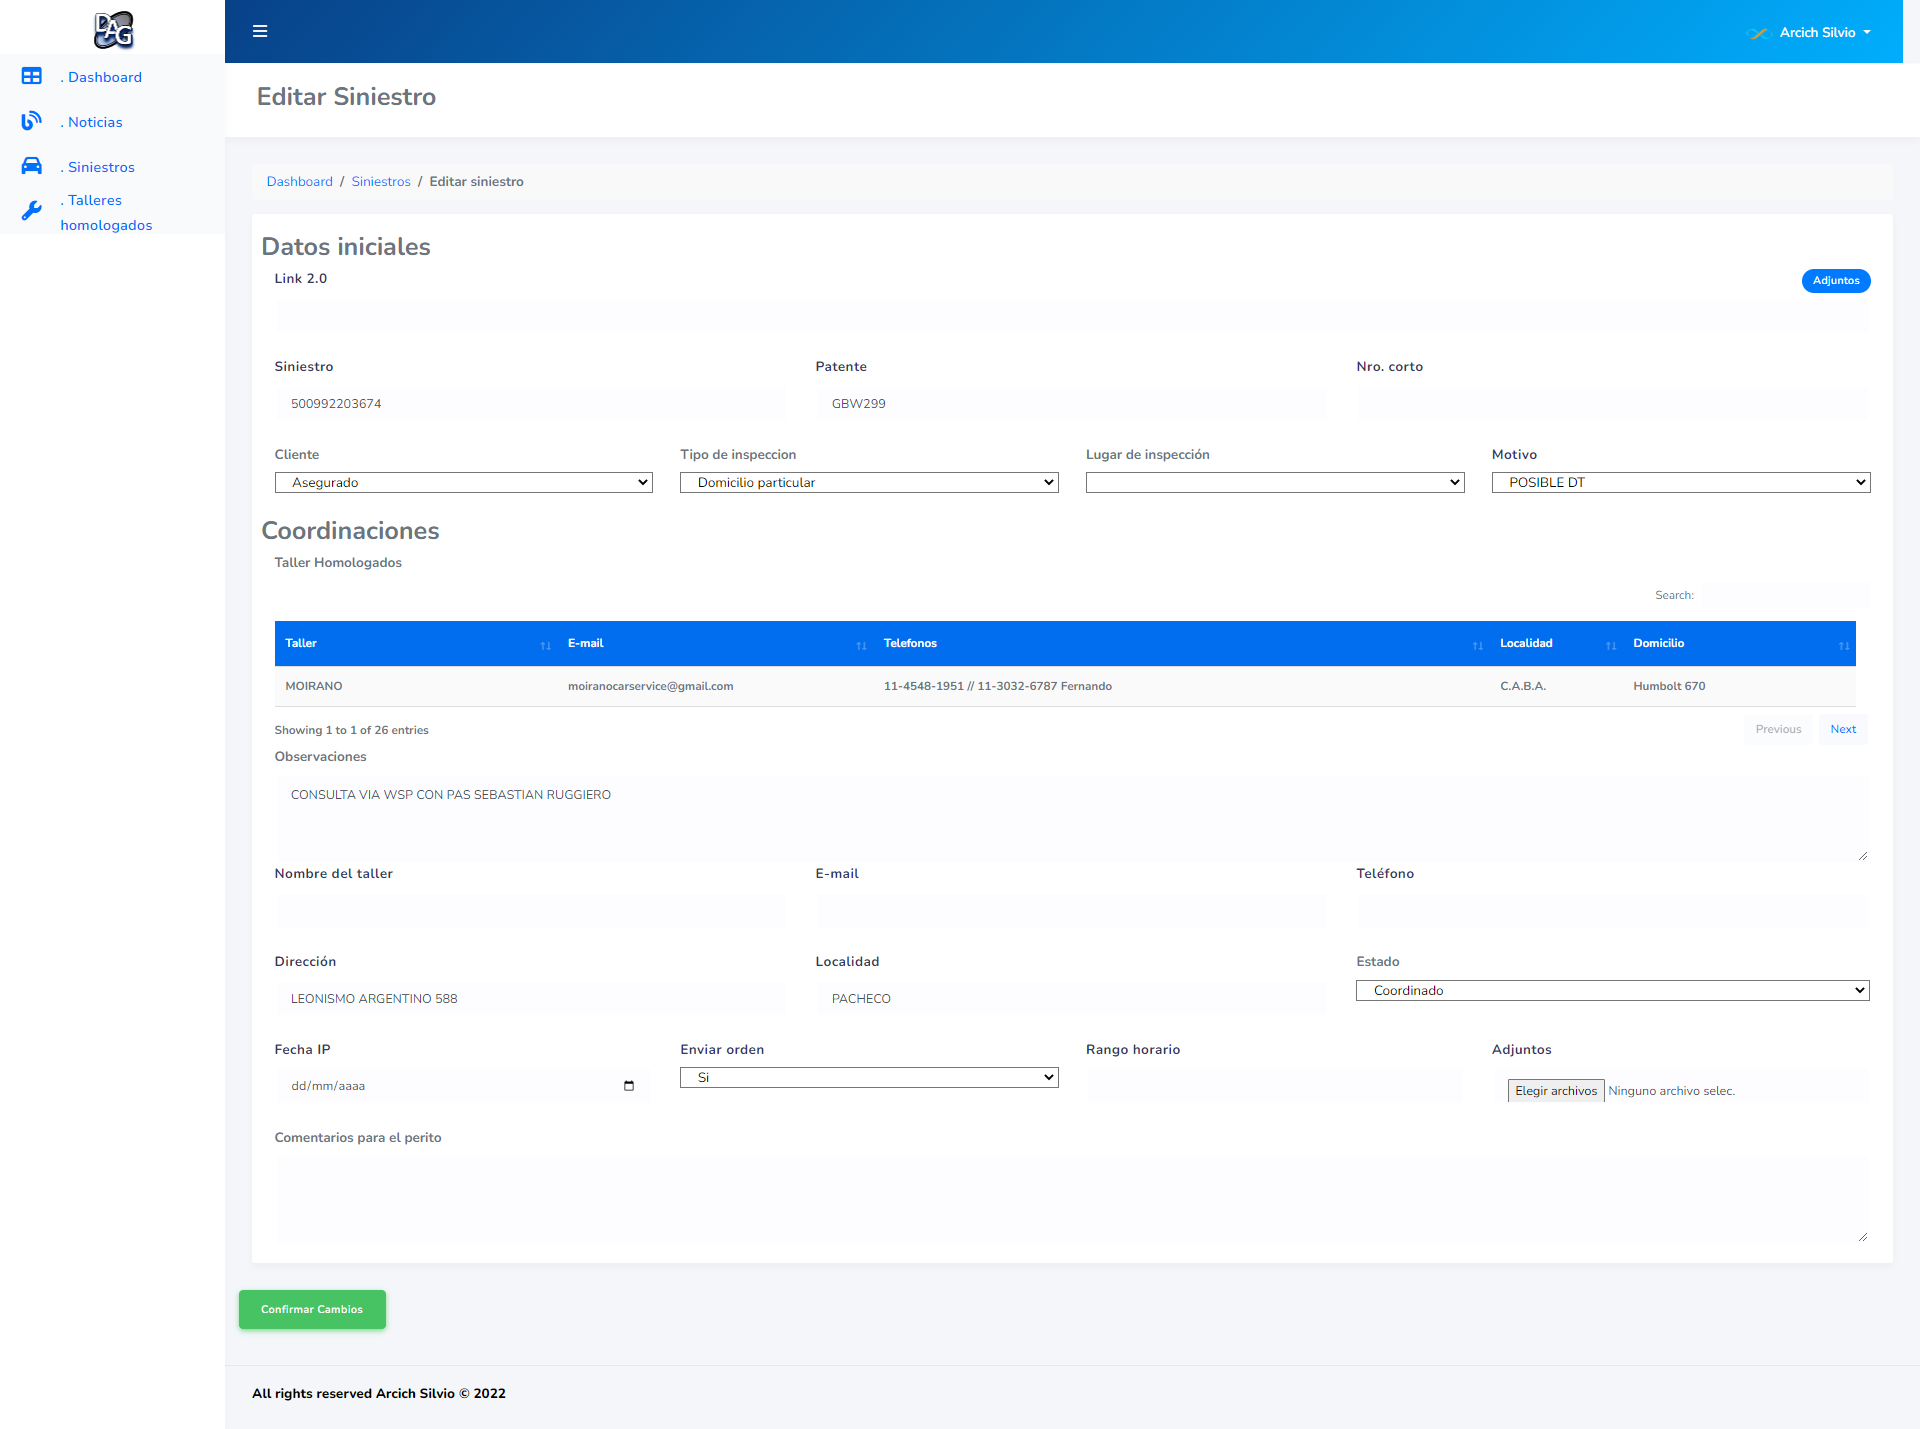 DAG
Arcich Silvio
. Dashboard
. Noticias
. Siniestros
. Talleres
homologados
Editar Siniestro
Dashboard / Siniestros / Editar siniestro
Datos iniciales
Link 2.0
Adjuntos
Siniestro Patente Nro. corto
500992203674 GBW299
Cliente Tipo de inspeccion Lugar de inspección Motivo
Asegurado Domicilio particular POSIBLE DT
Coordinaciones
Taller Homologados
Search:
Taller E-mail Telefonos Localidad Domicilio
MOIRANO moiranocarservice@gmail.com 11-4548-1951 // 11-3032-6787 Fernando C.A.B.A. Humbolt 670
Showing 1 to 1 of 26 entries Previous Next
Observaciones
CONSULTA VIA WSP CON PAS SEBASTIAN RUGGIERO
Nombre del taller E-mail Teléfono
Dirección Localidad Estado
LEONISMO ARGENTINO 588 PACHECO Coordinado
Fecha IP Enviar orden Rango horario Adjuntos
dd/mm/aaaa Si Elegir archivos Ninguno archivo selec.
Comentarios para el perito
Confirmar Cambios
All rights reserved Arcich Silvio © 2022